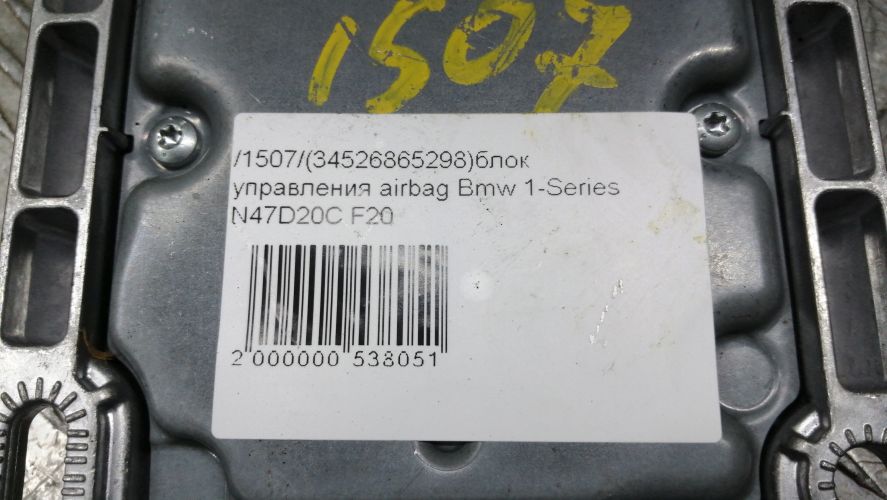 1507
/1507/(34526865298)блок
управления airbag Bmw 1-Series
N47D20C F20
2 000000 538051